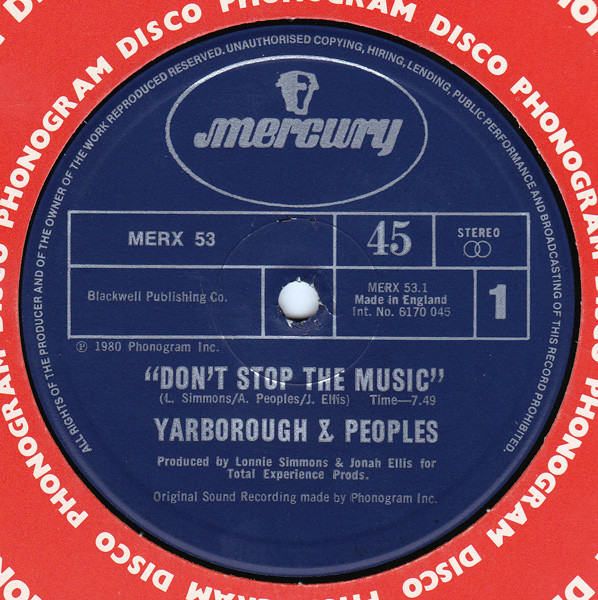 DISCO PHONOGRAM DISCO PHONOGRAM DISCO PHONOGRAM DISCO PHONOGRAM
ALL RIGHTS OF THE PRODUCER AND OF THE OWNER OF THE WORK REPRODUCED RESERVED. UNAUTHORISED COPYING, HIRING, LENDING, PUBLIC PERFORMANCE AND BROADCASTING OF THIS RECORD PROHIBITED.
mercury
MERX 53
45
STEREO
Blackwell Publishing Co.
MERX 53.1
Made in England
Int. No. 6170 045
1
℗ 1980 Phonogram Inc.
"DON'T STOP THE MUSIC"
(L. Simmons/A. Peoples/J. Ellis) Time—7.49
YARBOROUGH & PEOPLES
Produced by Lonnie Simmons & Jonah Ellis for
Total Experience Prods.
Original Sound Recording made by Phonogram Inc.